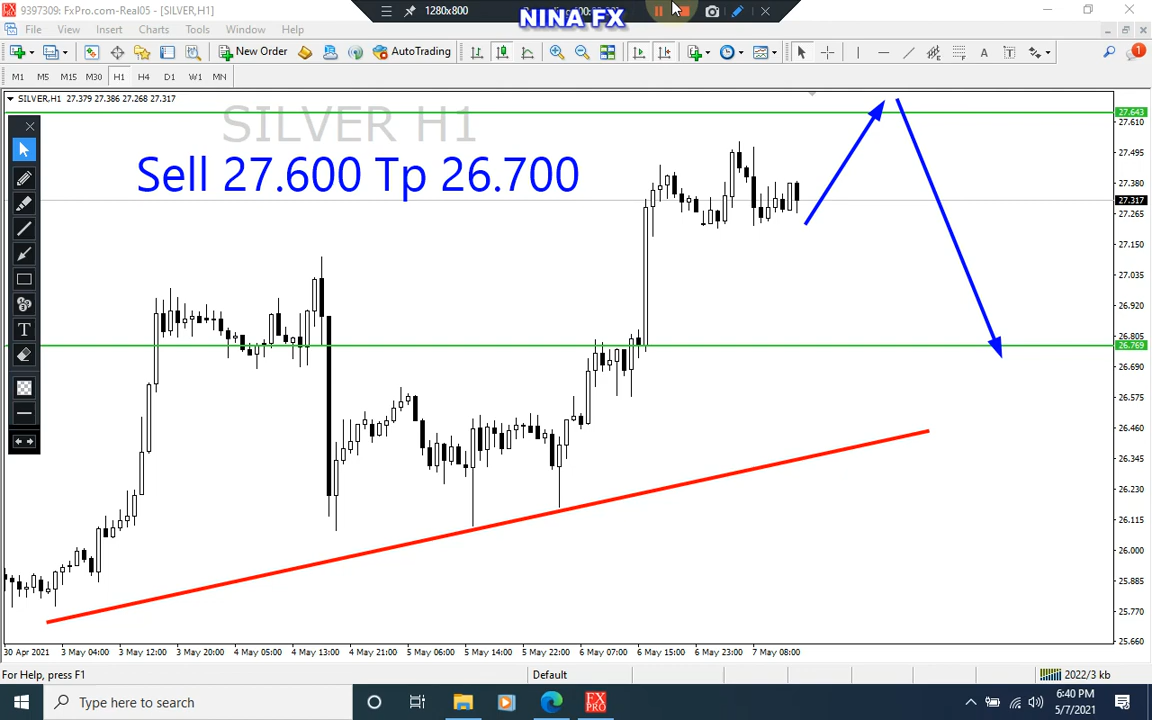 9397309: FxPro.com-Real05 - [SILVER,H1]
1280x800
NINA FX
File View Insert Charts Tools Window Help
New Order
AutoTrading
1
M1 M5 M15 M30 H1 H4 D1 W1 MN
SILVER,H1 27.379 27.386 27.268 27.317
SILVER H1
Sell 27.600 Tp 26.700
27.643
27.610
27.495
27.380
27.317
27.265
27.150
27.035
26.920
26.805
26.769
26.690
26.575
26.460
26.345
26.230
26.115
26.000
25.885
25.770
25.660
30 Apr 2021 3 May 04:00 3 May 12:00 3 May 20:00 4 May 05:00 4 May 13:00 4 May 21:00 5 May 06:00 5 May 14:00 5 May 22:00 6 May 07:00 6 May 15:00 6 May 23:00 7 May 08:00
For Help, press F1
Default
2022/3 kb
Type here to search
FX PRO
6:40 PM
5/7/2021